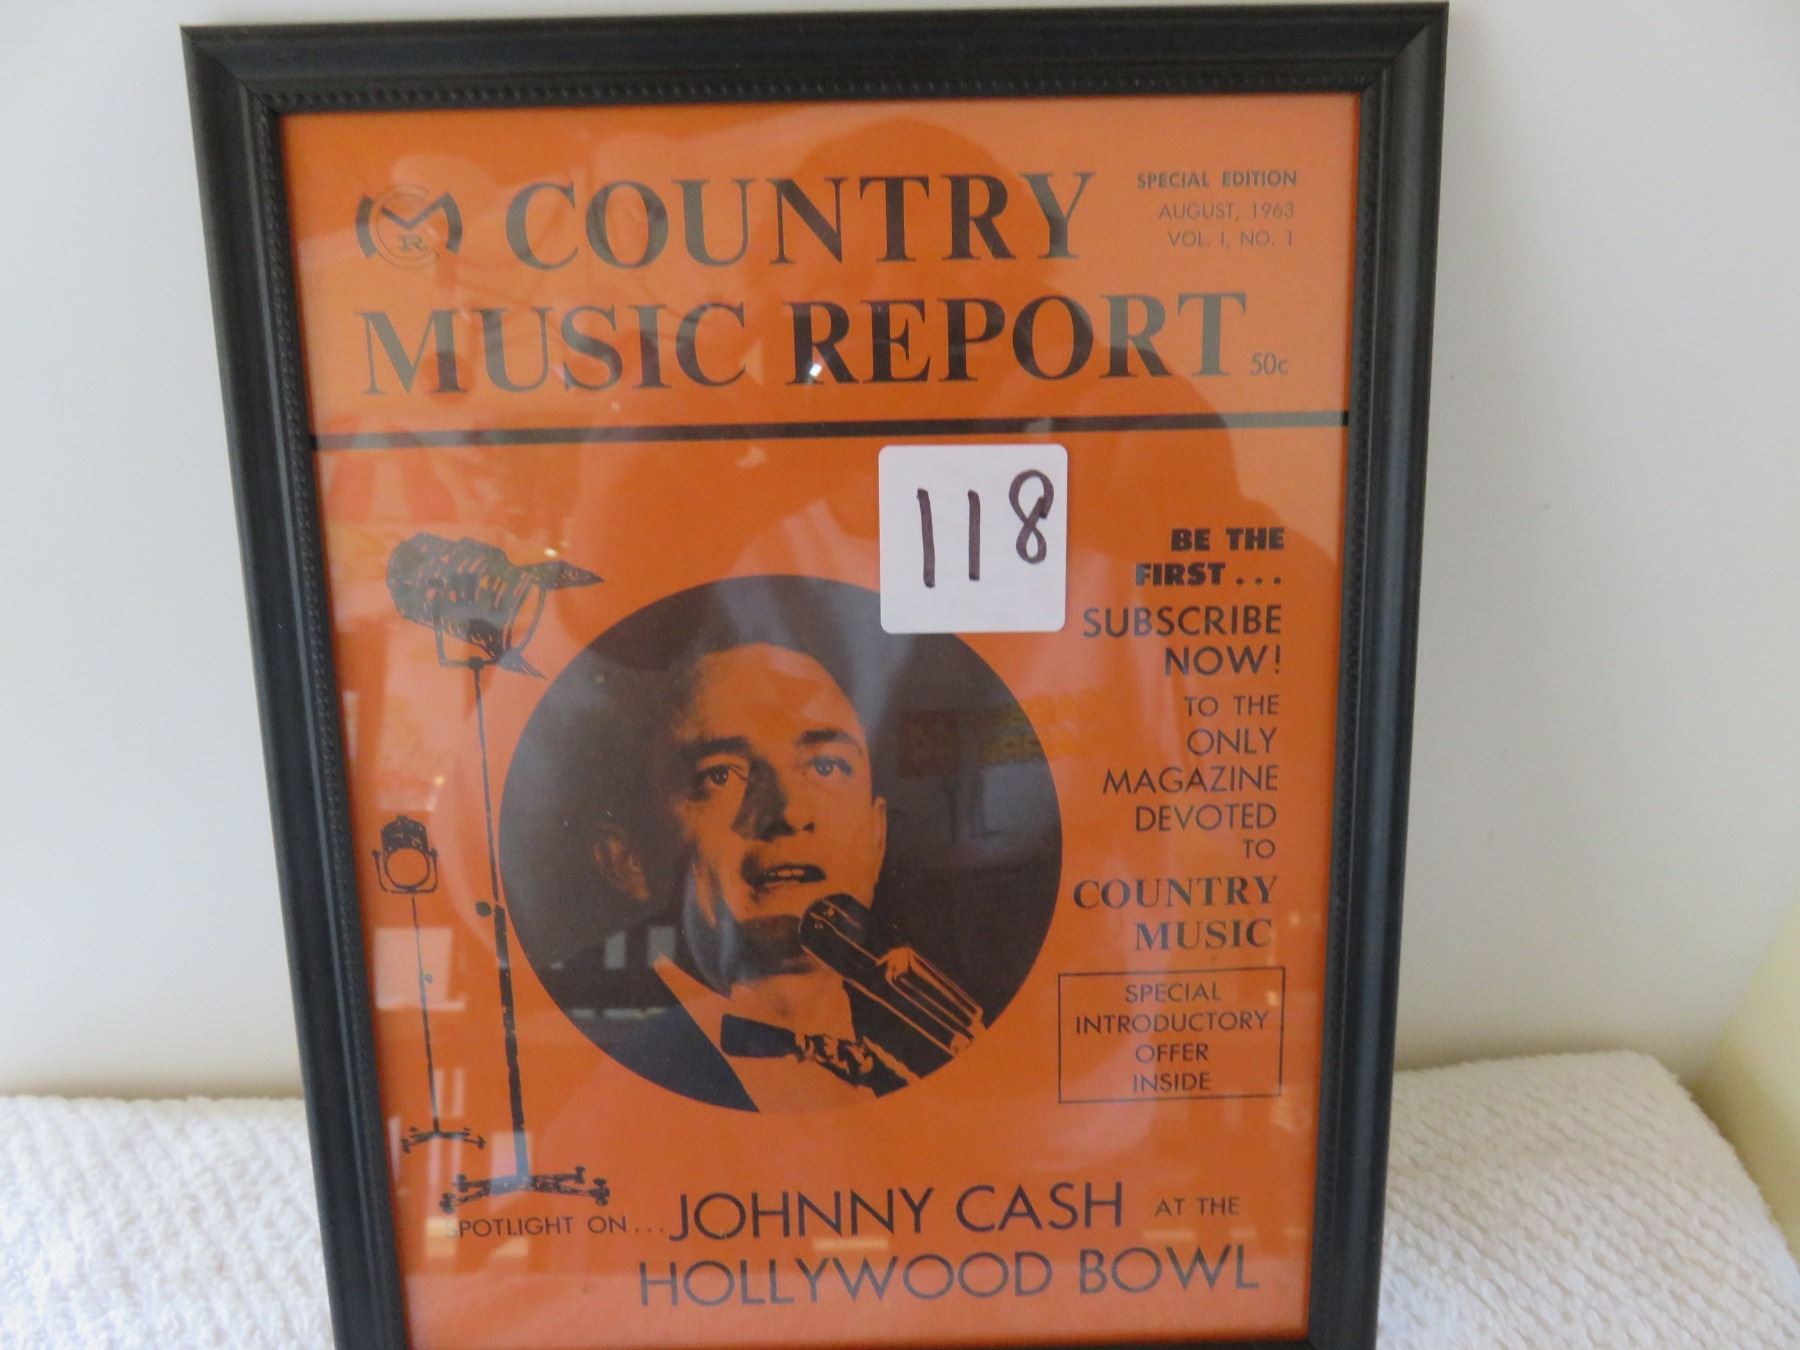 CMR
COUNTRY
MUSIC REPORT
SPECIAL EDITION
AUGUST, 1963
VOL. I, NO. 1
50c
118
BE THE
FIRST...
SUBSCRIBE
NOW!
TO THE
ONLY
MAGAZINE
DEVOTED
TO
COUNTRY
MUSIC
SPECIAL
INTRODUCTORY
OFFER
INSIDE
SPOTLIGHT ON... JOHNNY CASH AT THE
HOLLYWOOD BOWL